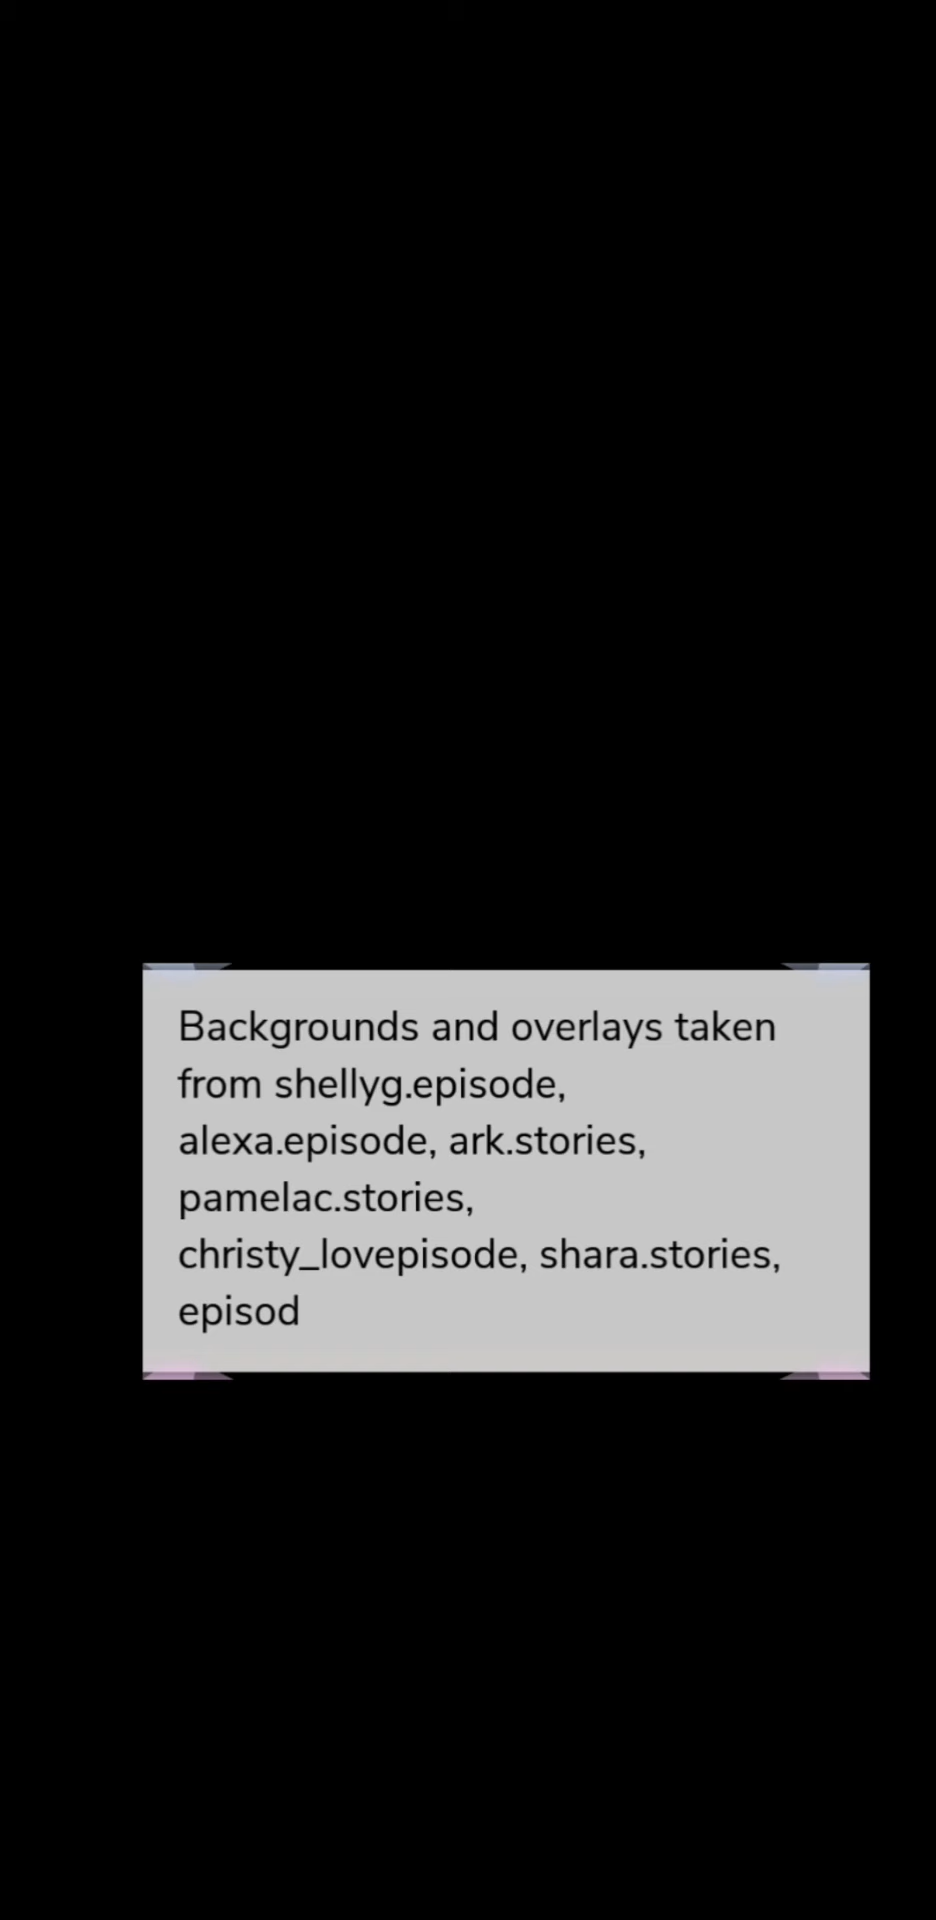 Backgrounds and overlays taken
from shellyg.episode,
alexa.episode, ark.stories,
pamelac.stories,
christy_lovepisode, shara.stories,
episod